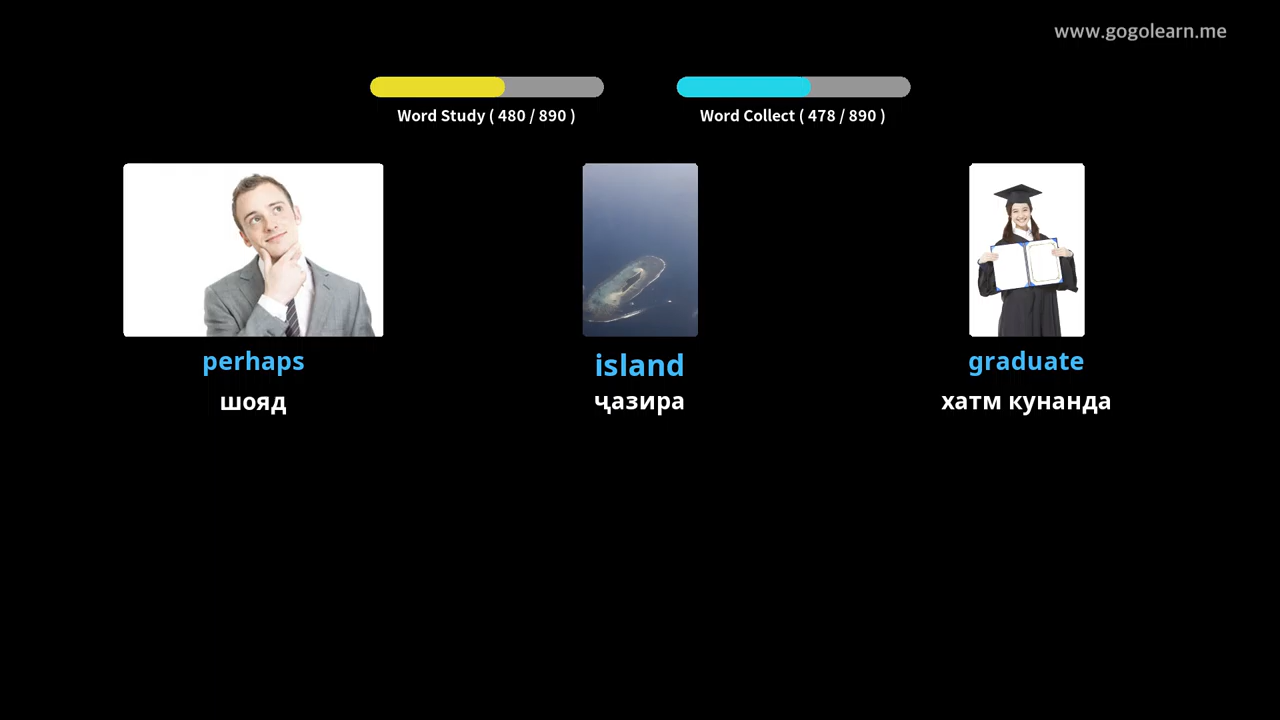 www.gogolearn.me
Word Study ( 480 / 890 )
Word Collect ( 478 / 890 )
perhaps
island
graduate
шояд
ҷазира
хатм кунанда